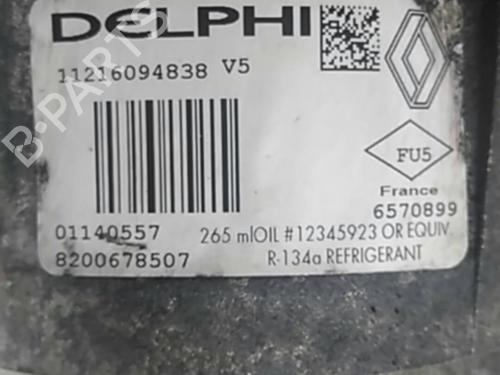 DELPHI
11216094838 V5
FU5
France
6570899
01140557
265 mlOIL #12345923 OR EQUIV.
8200678507
R-134a REFRIGERANT
B-PARTS